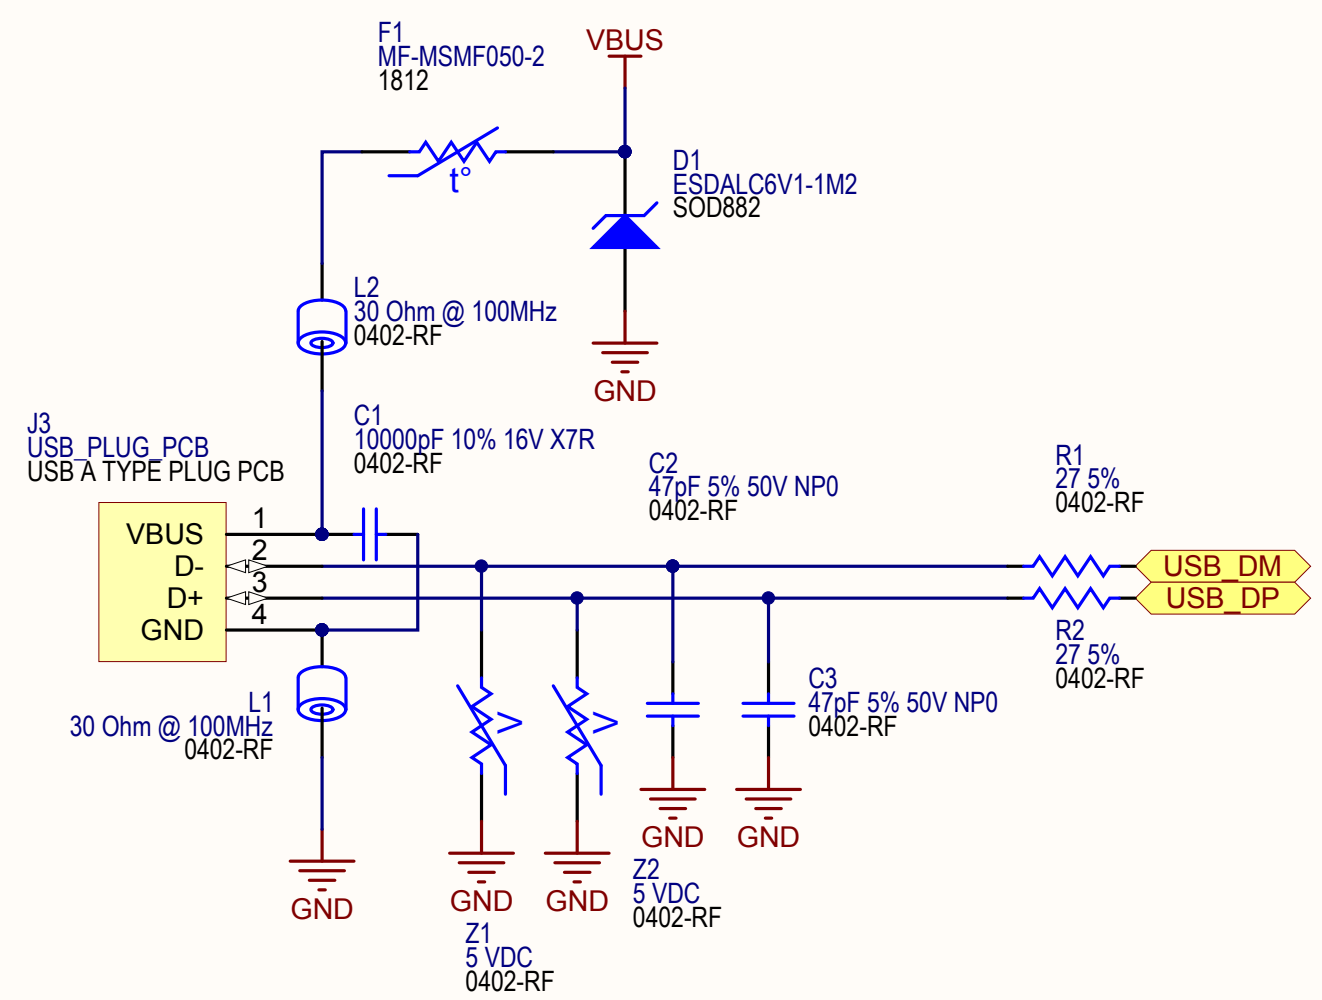 F1
MF-MSMF050-2
1812
VBUS
t°
D1
ESDALC6V1-1M2
SOD882
GND
L2
30 Ohm @ 100MHz
0402-RF
J3
USB_PLUG_PCB
USB A TYPE PLUG PCB
C1
10000pF 10% 16V X7R
0402-RF
C2
47pF 5% 50V NP0
0402-RF
R1
27 5%
0402-RF
VBUS 1
D- 2
D+ 3
GND 4
USB_DM
USB_DP
R2
27 5%
0402-RF
L1
30 Ohm @ 100MHz
0402-RF
V
V
C3
47pF 5% 50V NP0
0402-RF
GND
GND
GND
GND
GND
Z2
5 VDC
0402-RF
Z1
5 VDC
0402-RF